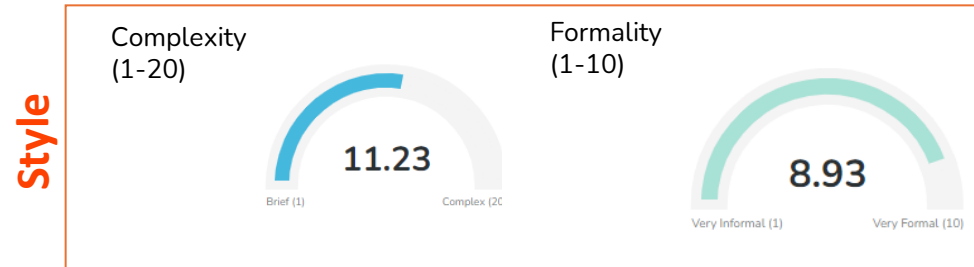 Style
Complexity
(1-20)
11.23
Brief (1)
Complex (20
Formality
(1-10)
8.93
Very Informal (1)
Very Formal (10)